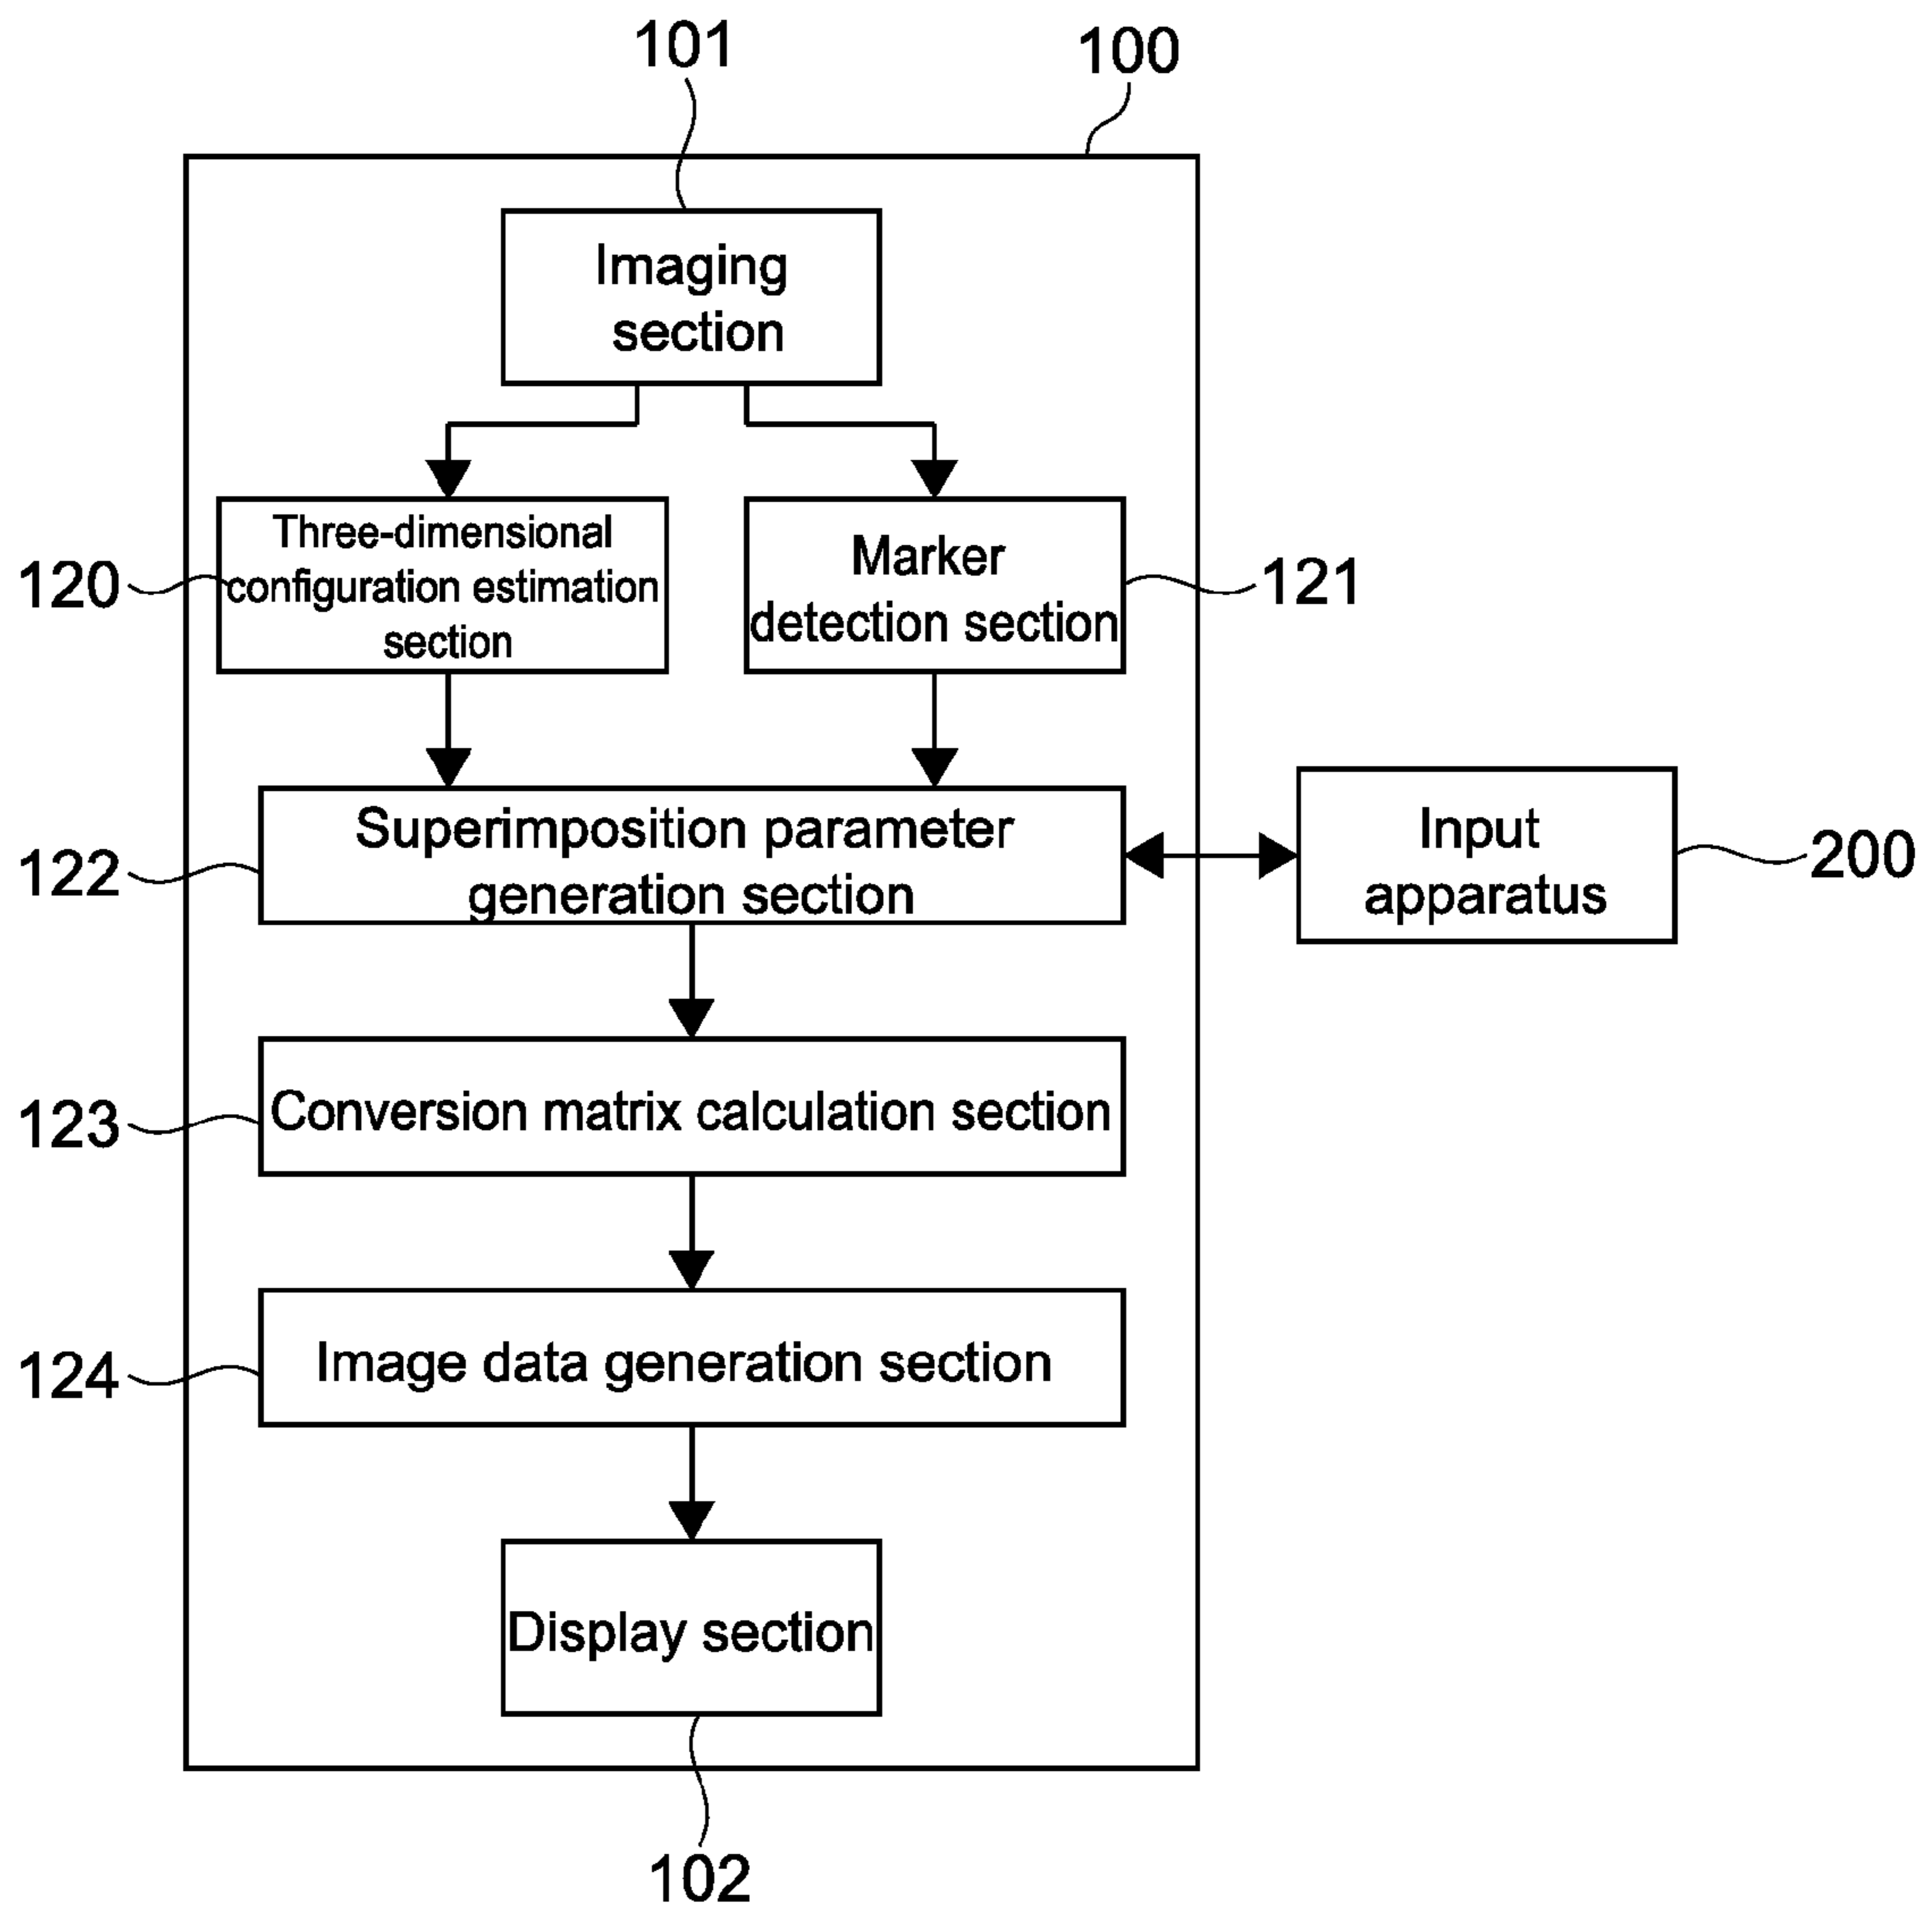 101
100
Imaging
section
Three-dimensional
configuration estimation
section
120
Marker
detection section
121
Superimposition parameter
generation section
122
Input
apparatus
200
Conversion matrix calculation section
123
Image data generation section
124
Display section
102